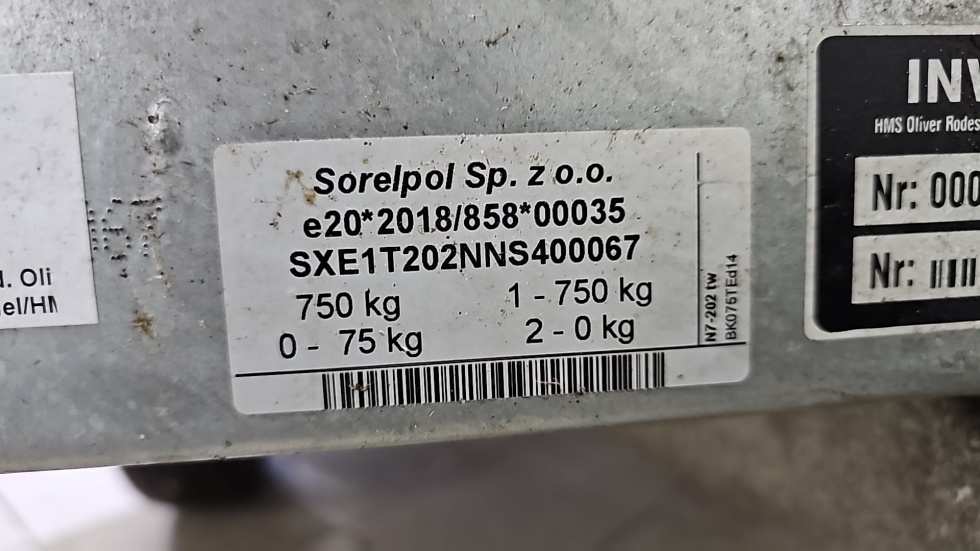 Sorelpol Sp. z o.o.
e20*2018/858*00035
SXE1T202NNS400067
750 kg 1 - 750 kg
0 - 75 kg 2 - 0 kg
N7-202 tw
BK075TEd14
INV
HMS Oliver Rodes
Nr: 000
Nr:
d. Oli
el/HM